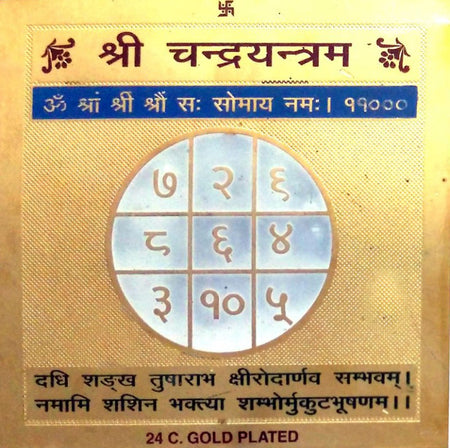 श्री चन्द्रयन्त्रम
ॐ श्रां श्रीं श्रौं सः सोमाय नमः। ११०००
७ २ ९
८ ६ ४
३ १० ५
दधि शङ्ख तुषाराभं क्षीरोदार्णव सम्भवम्।
नमामि शशिन भक्त्या शम्भोर्मुकुटभूषणम्।।
24 C. GOLD PLATED